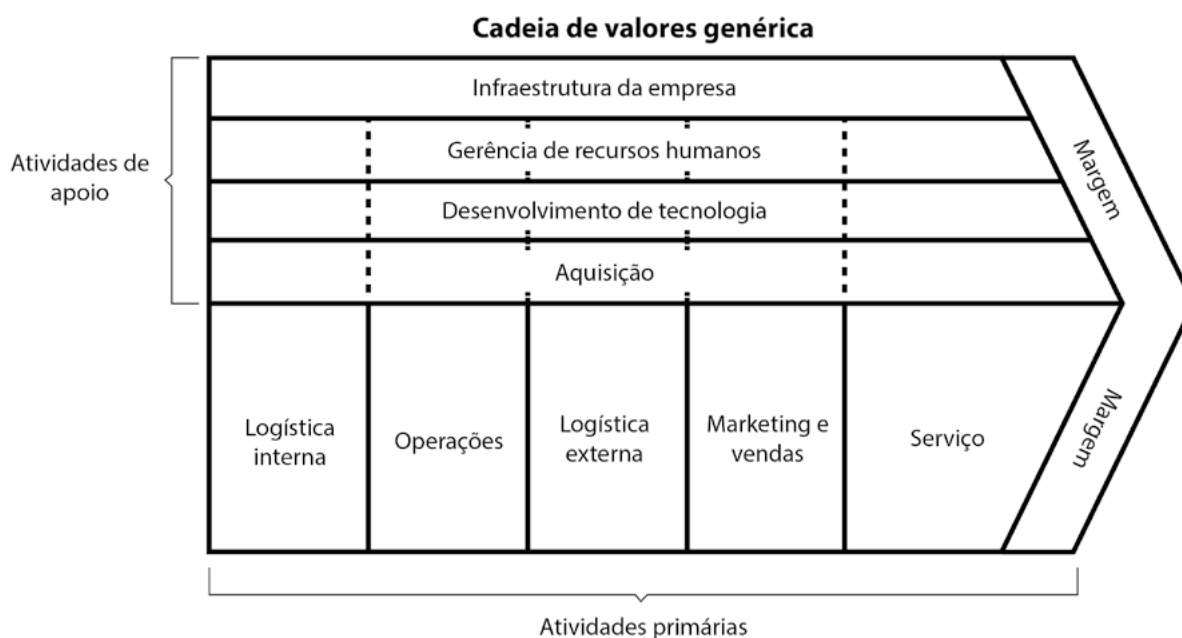 Cadeia de valores genérica
Atividades de
apoio
Infraestrutura da empresa
Gerência de recursos humanos
Desenvolvimento de tecnologia
Aquisição
Margem
Logística
interna
Operações
Logística
externa
Marketing e
vendas
Serviço
Margem
Atividades primárias